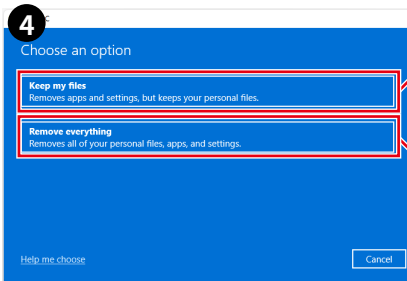 4
Choose an option
Keep my files
Removes apps and settings, but keeps your personal files.
Remove everything
Removes all of your personal files, apps, and settings.
Help me choose
Cancel